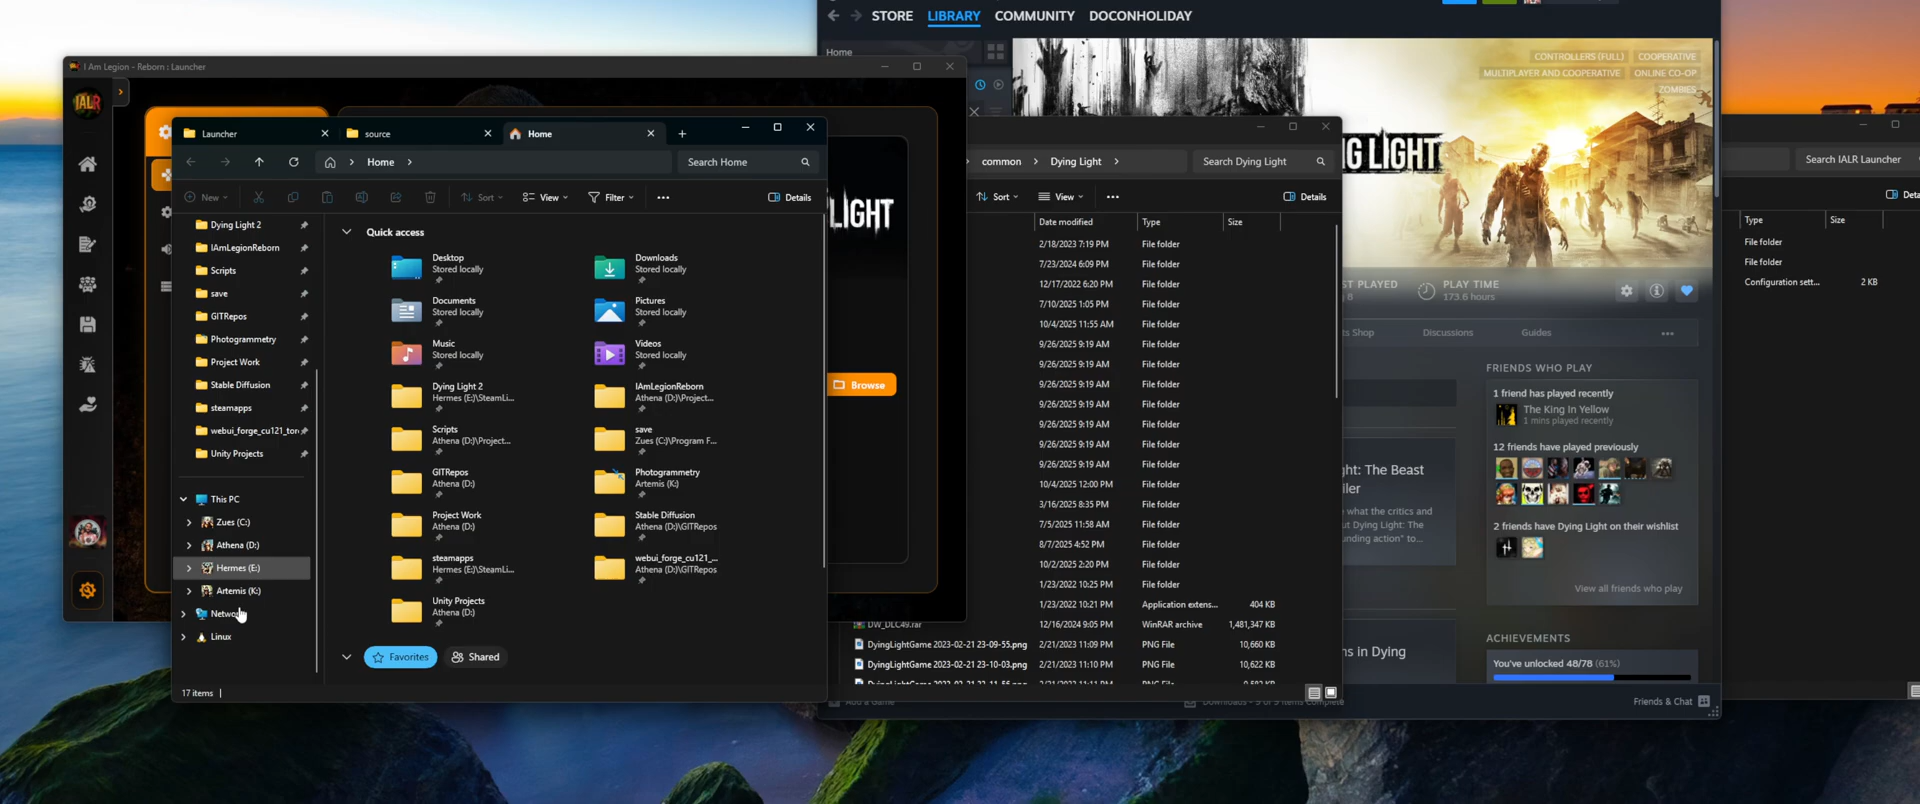 STORE LIBRARY COMMUNITY DOCONHOLIDAY
Home
CONTROLLERS (FULL) COOPERATIVE
MULTIPLAYER AND COOPERATIVE ONLINE CO-OP
ZOMBIES
I Am Legion - Reborn : Launcher
IALR
Launcher
source
Home
Home
Search Home
New
Sort
View
Filter
Details
Dying Light 2
IAmLegionReborn
Scripts
save
GITRepos
Photogrammetry
Project Work
Stable Diffusion
steamapps
webui_forge_cu121_tor
Unity Projects
This PC
Zues (C:)
Athena (D:)
Hermes (E:)
Artemis (K:)
Network
Linux
17 items
Quick access
Desktop
Stored locally
Downloads
Stored locally
Documents
Stored locally
Pictures
Stored locally
Music
Stored locally
Videos
Stored locally
Dying Light 2
Hermes (E:)\SteamLi...
IAmLegionReborn
Athena (D:)\Project...
Scripts
Athena (D:)\Project...
save
Zues (C:)\Program F...
GITRepos
Athena (D:)
Photogrammetry
Artemis (K:)
Project Work
Athena (D:)
Stable Diffusion
Athena (D:)\GITRepos
steamapps
Hermes (E:)\SteamLi...
webui_forge_cu121_...
Athena (D:)\GITRepos
Unity Projects
Athena (D:)
Favorites
Shared
LIGHT
Browse
common Dying Light
Search Dying Light
Sort
View
Details
Date modified Type Size
2/18/2023 7:19 PM File folder
7/23/2024 6:09 PM File folder
12/17/2022 6:20 PM File folder
7/10/2025 1:05 PM File folder
10/4/2025 11:55 AM File folder
9/26/2025 9:19 AM File folder
9/26/2025 9:19 AM File folder
9/26/2025 9:19 AM File folder
9/26/2025 9:19 AM File folder
9/26/2025 9:19 AM File folder
9/26/2025 9:19 AM File folder
9/26/2025 9:19 AM File folder
10/4/2025 12:00 PM File folder
3/16/2025 8:35 PM File folder
7/5/2025 11:58 AM File folder
8/7/2025 4:52 PM File folder
10/2/2025 2:20 PM File folder
1/23/2022 10:25 PM File folder
1/23/2022 10:21 PM Application extens... 404 KB
DW_DLC49.rar 12/16/2024 9:05 PM WinRAR archive 1,481,347 KB
DyingLightGame 2023-02-21 23-09-55.png 2/21/2023 11:09 PM PNG File 10,660 KB
DyingLightGame 2023-02-21 23-10-03.png 2/21/2023 11:10 PM PNG File 10,622 KB
G LIGHT
ST PLAYED
8
PLAY TIME
173.6 hours
ts Shop
Discussions
Guides
FRIENDS WHO PLAY
1 friend has played recently
The King In Yellow
1 mins played recently
12 friends have played previously
2 friends have Dying Light on their wishlist
View all friends who play
ght: The Beast
iler
what the critics and
ut Dying Light: The
unding action" to...
ns in Dying
ACHIEVEMENTS
You've unlocked 48/78 (61%)
Friends & Chat
Search IALR Launcher
Deta
Type Size
File folder
File folder
Configuration sett... 2 KB